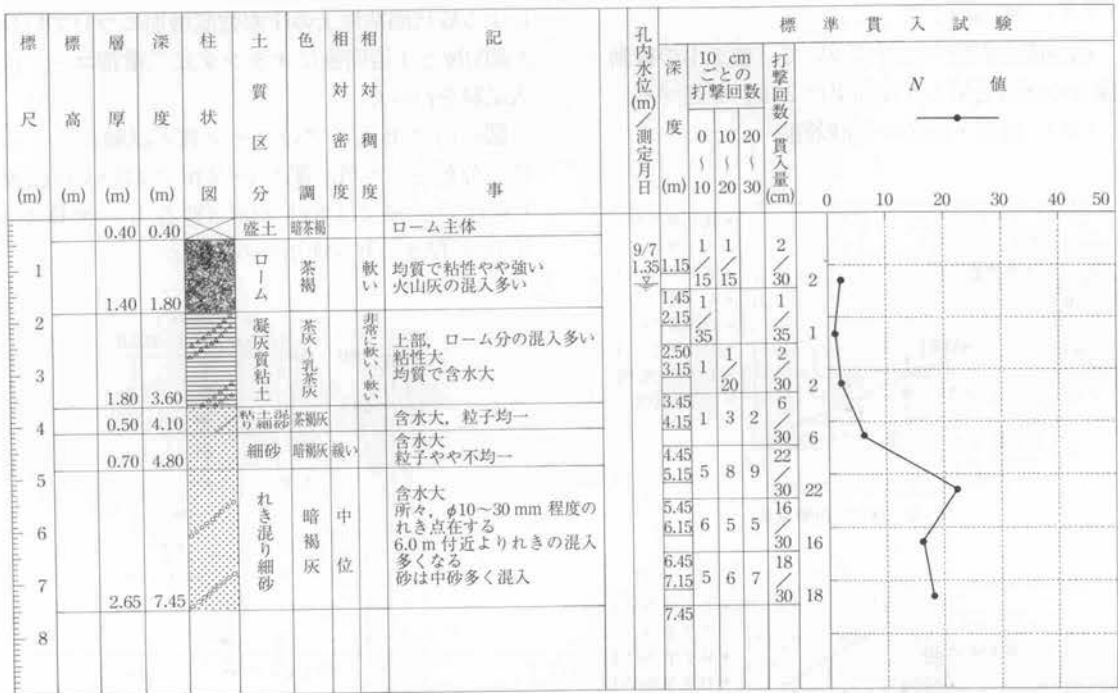 標尺(m)
標高(m)
層厚(m)
深度(m)
柱状図
土質区分
色調
相対密度
相対稠度
記事
孔内水位(m)/測定月日
標準貫入試験
深度(m)
10 cmごとの打撃回数
0〜10
10〜20
20〜30
打撃回数/貫入量(cm)
N 値
0 10 20 30 40 50
0.40 0.40 盛土 暗茶褐 ローム主体
1
1.40 1.80 ローム 茶褐 軟い
均質で粘性やや強い
火山灰の混入多い
2
3
1.80 3.60 凝灰質粘土 茶灰〜乳茶灰 非常に軟い〜軟い
上部,ローム分の混入多い
粘性大
均質で含水大
0.50 4.10 粘土混り細砂 茶褐灰 含水大,粒子均一
4
0.70 4.80 細砂 暗褐灰 緩い
含水大
粒子やや不均一
5
6
7
2.65 7.45 れき混り細砂 暗褐灰 中位
含水大
所々,φ10〜30 mm 程度の
れき点在する
6.0 m 付近よりれきの混入
多くなる
砂は中砂多く混入
8
9/7
1.35
1.15 1/15 1/15 2/30 2
1.45
2.15 1/35 1/35 1
2.50
3.15 1 1/20 2/30 2
3.45
4.15 1 3 2 6/30 6
4.45
5.15 5 8 9 22/30 22
5.45
6.15 6 5 5 16/30 16
6.45
7.15 5 6 7 18/30 18
7.45